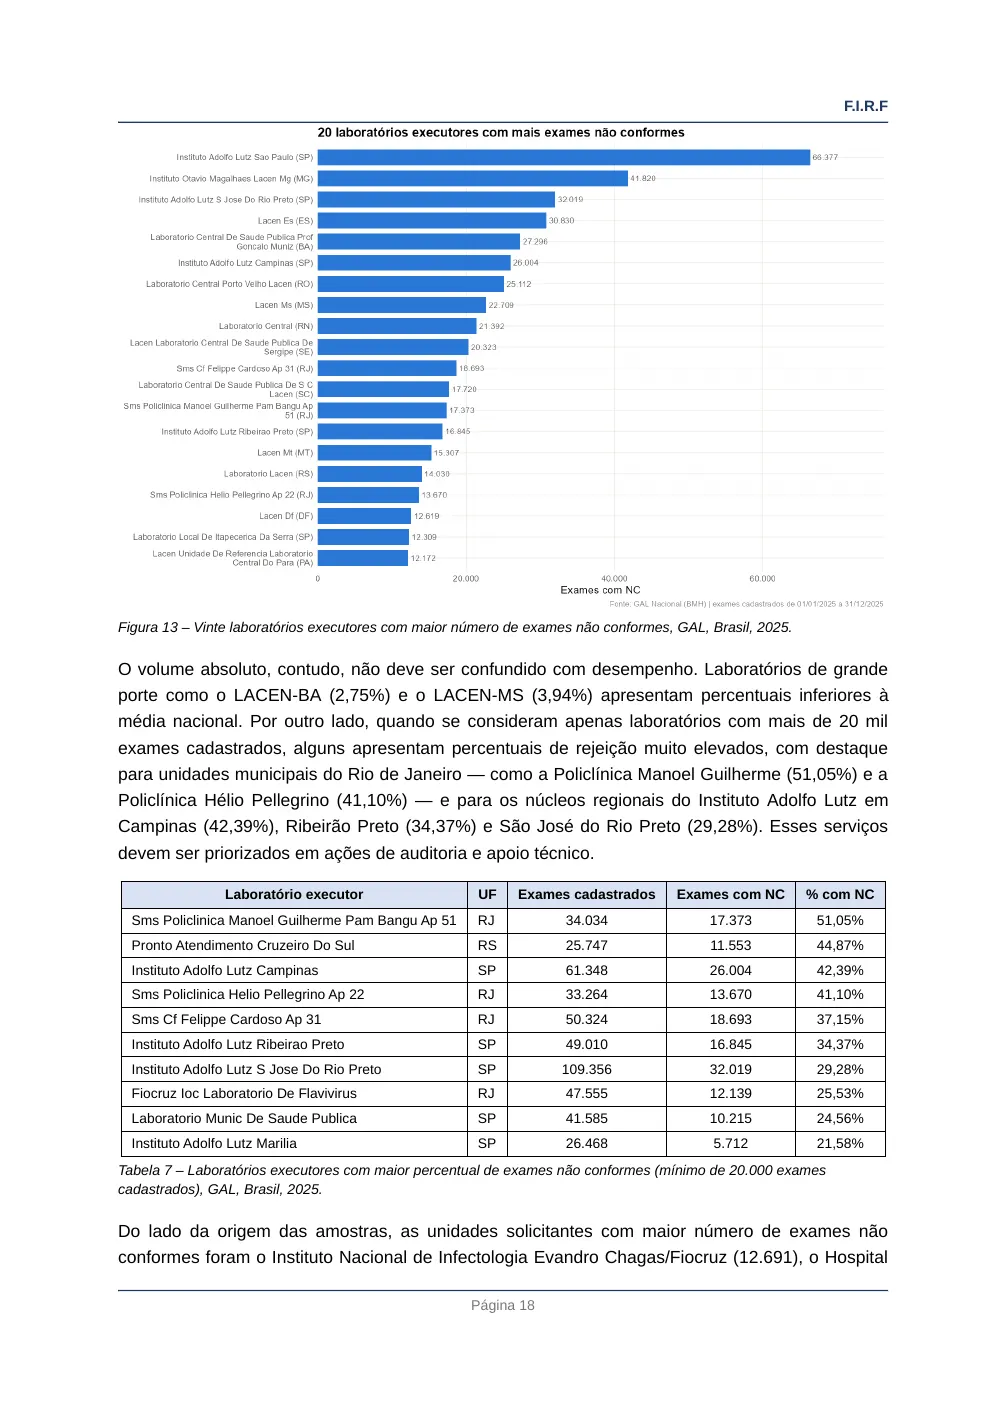 F.I.R.F
20 laboratórios executores com mais exames não conformes
Instituto Adolfo Lutz Sao Paulo (SP) 66.377
Instituto Otavio Magalhaes Lacen Mg (MG) 41.820
Instituto Adolfo Lutz S Jose Do Rio Preto (SP) 32.019
Lacen Es (ES) 30.830
Laboratorio Central De Saude Publica Prof
Goncalo Muniz (BA) 27.296
Instituto Adolfo Lutz Campinas (SP) 26.004
Laboratorio Central Porto Velho Lacen (RO) 25.112
Lacen Ms (MS) 22.709
Laboratorio Central (RN) 21.392
Lacen Laboratorio Central De Saude Publica De
Sergipe (SE) 20.323
Sms Cf Felippe Cardoso Ap 31 (RJ) 18.693
Laboratorio Central De Saude Publica De S C
Lacen (SC) 17.720
Sms Policlinica Manoel Guilherme Pam Bangu Ap
51 (RJ) 17.373
Instituto Adolfo Lutz Ribeirao Preto (SP) 16.845
Lacen Mt (MT) 15.307
Laboratorio Lacen (RS) 14.030
Sms Policlinica Helio Pellegrino Ap 22 (RJ) 13.670
Lacen Df (DF) 12.619
Laboratorio Local De Itapecerica Da Serra (SP) 12.309
Lacen Unidade De Referencia Laboratorio
Central Do Para (PA) 12.172
0 20.000 40.000 60.000
Exames com NC
Fonte: GAL Nacional (BMH) | exames cadastrados de 01/01/2025 a 31/12/2025
Figura 13 – Vinte laboratórios executores com maior número de exames não conformes, GAL, Brasil, 2025.
O volume absoluto, contudo, não deve ser confundido com desempenho. Laboratórios de grande
porte como o LACEN-BA (2,75%) e o LACEN-MS (3,94%) apresentam percentuais inferiores à
média nacional. Por outro lado, quando se consideram apenas laboratórios com mais de 20 mil
exames cadastrados, alguns apresentam percentuais de rejeição muito elevados, com destaque
para unidades municipais do Rio de Janeiro — como a Policlínica Manoel Guilherme (51,05%) e a
Policlínica Hélio Pellegrino (41,10%) — e para os núcleos regionais do Instituto Adolfo Lutz em
Campinas (42,39%), Ribeirão Preto (34,37%) e São José do Rio Preto (29,28%). Esses serviços
devem ser priorizados em ações de auditoria e apoio técnico.
Laboratório executor UF Exames cadastrados Exames com NC % com NC
Sms Policlinica Manoel Guilherme Pam Bangu Ap 51 RJ 34.034 17.373 51,05%
Pronto Atendimento Cruzeiro Do Sul RS 25.747 11.553 44,87%
Instituto Adolfo Lutz Campinas SP 61.348 26.004 42,39%
Sms Policlinica Helio Pellegrino Ap 22 RJ 33.264 13.670 41,10%
Sms Cf Felippe Cardoso Ap 31 RJ 50.324 18.693 37,15%
Instituto Adolfo Lutz Ribeirao Preto SP 49.010 16.845 34,37%
Instituto Adolfo Lutz S Jose Do Rio Preto SP 109.356 32.019 29,28%
Fiocruz Ioc Laboratorio De Flavivirus RJ 47.555 12.139 25,53%
Laboratorio Munic De Saude Publica SP 41.585 10.215 24,56%
Instituto Adolfo Lutz Marilia SP 26.468 5.712 21,58%
Tabela 7 – Laboratórios executores com maior percentual de exames não conformes (mínimo de 20.000 exames
cadastrados), GAL, Brasil, 2025.
Do lado da origem das amostras, as unidades solicitantes com maior número de exames não
conformes foram o Instituto Nacional de Infectologia Evandro Chagas/Fiocruz (12.691), o Hospital
Página 18